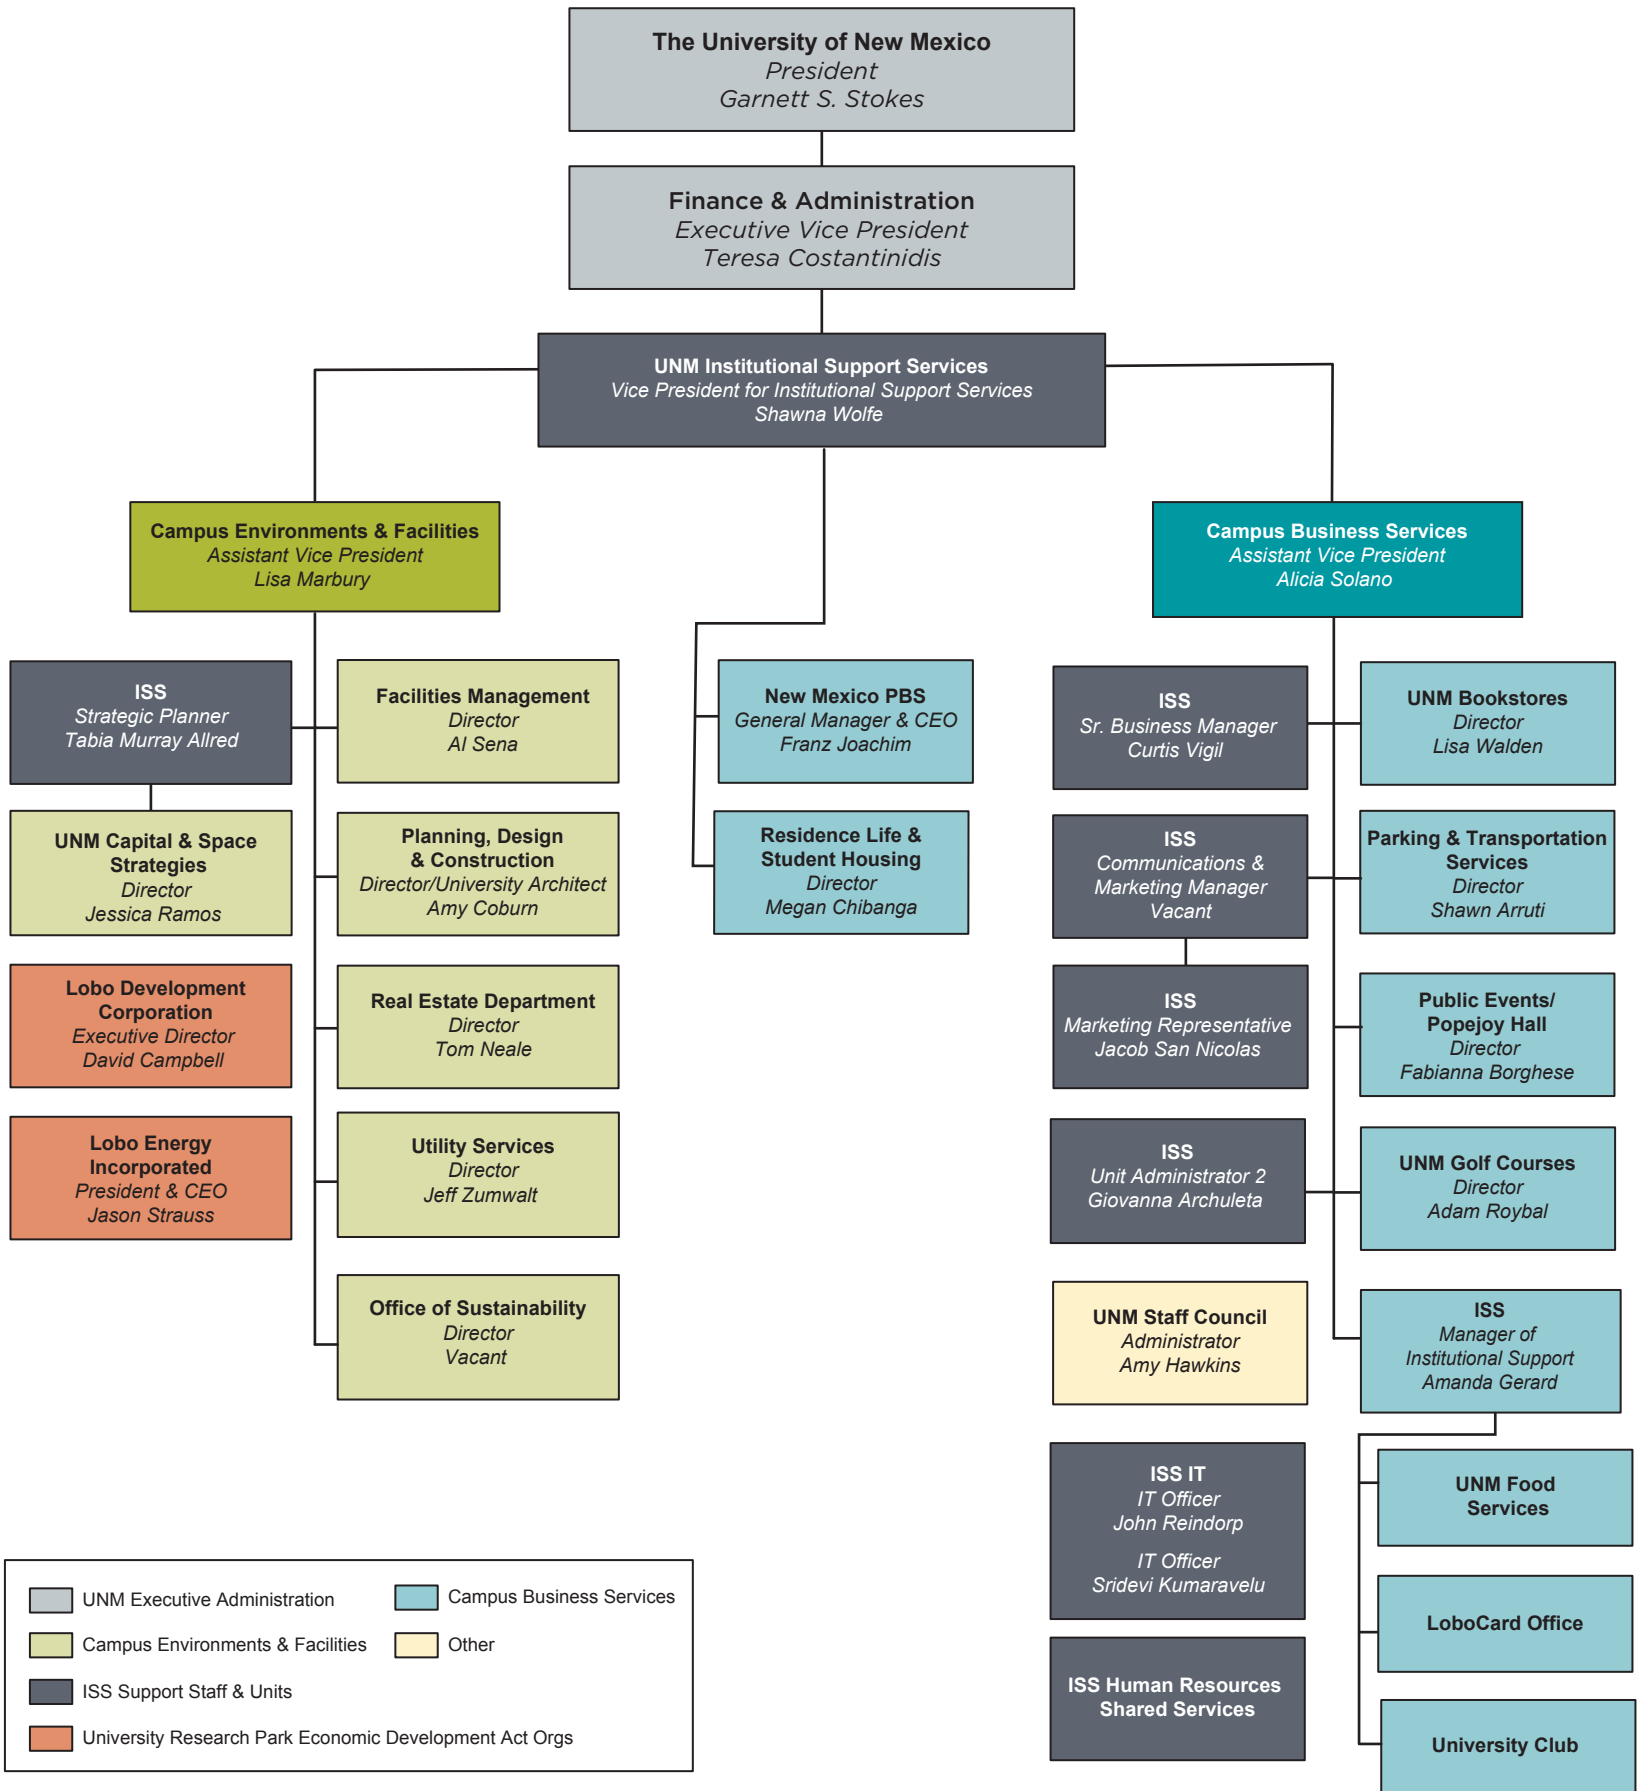 The University of New Mexico
President
Garnett S. Stokes
Finance & Administration
Executive Vice President
Teresa Costantinidis
UNM Institutional Support Services
Vice President for Institutional Support Services
Shawna Wolfe
Campus Environments & Facilities
Assistant Vice President
Lisa Marbury
Campus Business Services
Assistant Vice President
Alicia Solano
ISS
Strategic Planner
Tabia Murray Allred
UNM Capital & Space
Strategies
Director
Jessica Ramos
Lobo Development
Corporation
Executive Director
David Campbell
Lobo Energy
Incorporated
President & CEO
Jason Strauss
Facilities Management
Director
Al Sena
Planning, Design
& Construction
Director/University Architect
Amy Coburn
Real Estate Department
Director
Tom Neale
Utility Services
Director
Jeff Zumwalt
Office of Sustainability
Director
Vacant
New Mexico PBS
General Manager & CEO
Franz Joachim
Residence Life &
Student Housing
Director
Megan Chibanga
ISS
Sr. Business Manager
Curtis Vigil
ISS
Communications &
Marketing Manager
Vacant
ISS
Marketing Representative
Jacob San Nicolas
ISS
Unit Administrator 2
Giovanna Archuleta
UNM Staff Council
Administrator
Amy Hawkins
ISS IT
IT Officer
John Reindorp
IT Officer
Sridevi Kumaravelu
ISS Human Resources
Shared Services
UNM Bookstores
Director
Lisa Walden
Parking & Transportation
Services
Director
Shawn Arruti
Public Events/
Popejoy Hall
Director
Fabianna Borghese
UNM Golf Courses
Director
Adam Roybal
ISS
Manager of
Institutional Support
Amanda Gerard
UNM Food
Services
LoboCard Office
University Club
UNM Executive Administration
Campus Environments & Facilities
ISS Support Staff & Units
University Research Park Economic Development Act Orgs
Campus Business Services
Other